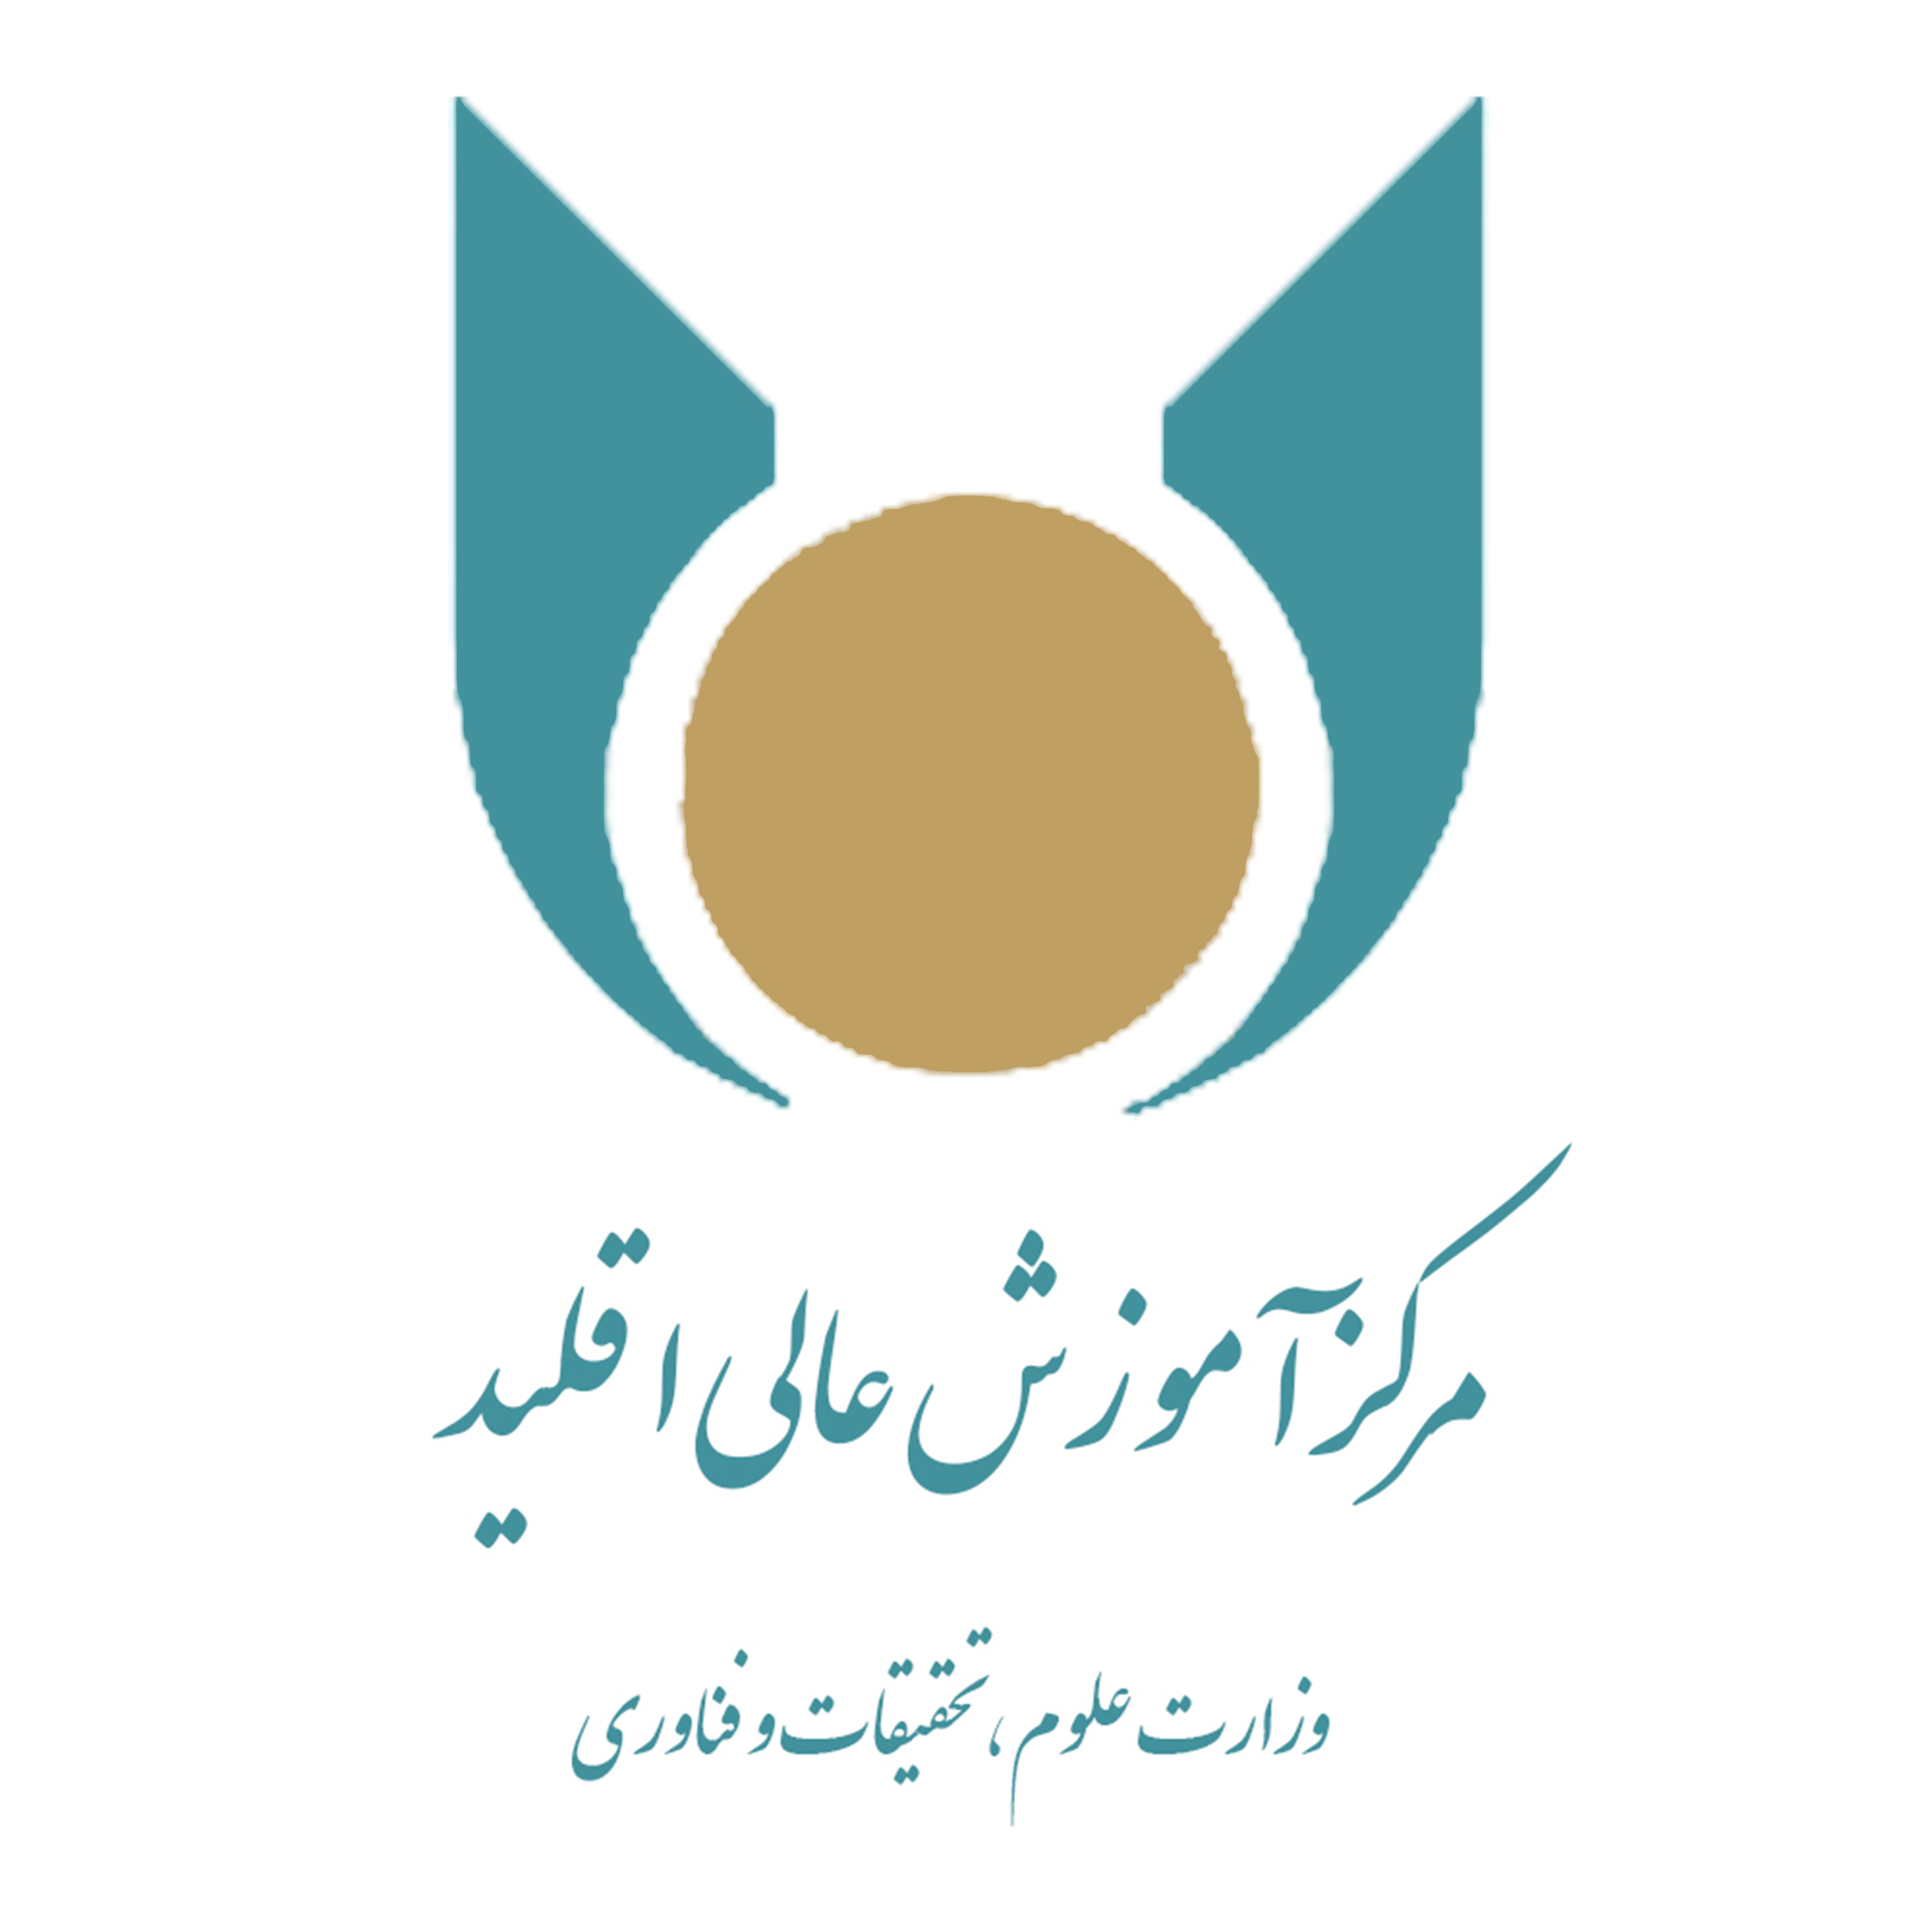 مرکز آموزش عالی اقلید
وزارت علوم، تحقیقات و فناوری